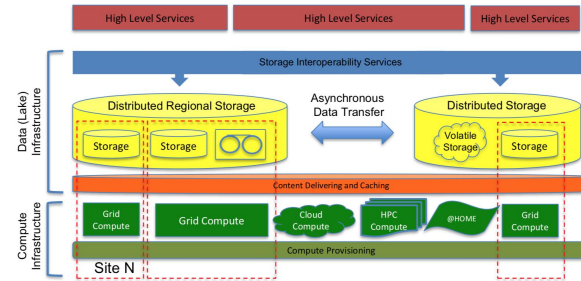 High Level Services
High Level Services
High Level Services
Storage Interoperability Services
Data (Lake)
Infrastructure
Distributed Regional Storage
Asynchronous
Data Transfer
Distributed Storage
Storage
Storage
Volatile
Storage
Storage
Content Delivering and Caching
Compute
Infrastructure
Grid
Compute
Grid Compute
Cloud
Compute
HPC
Compute
@HOME
Grid
Compute
Compute Provisioning
Site N